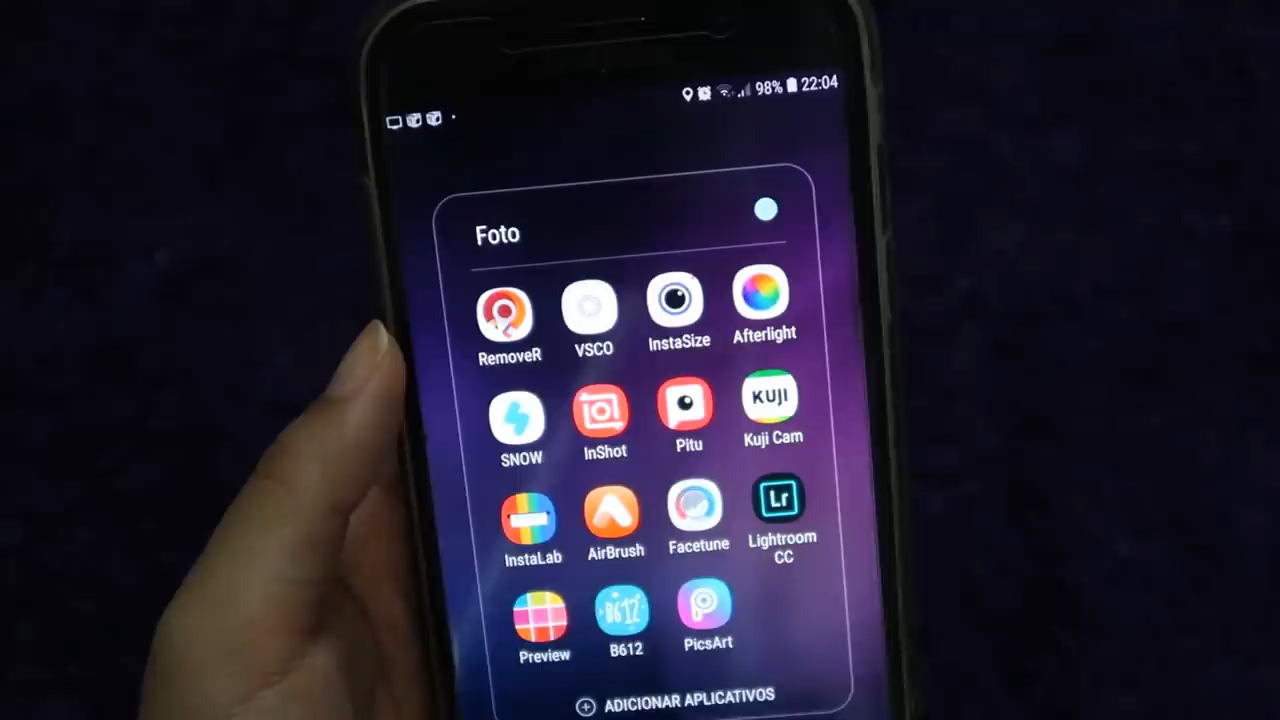 98% 22:04
Foto
RemoveR VSCO InstaSize Afterlight
KUJI
SNOW InShot Pitu Kuji Cam
Lr
InstaLab AirBrush Facetune Lightroom CC
B612
Preview B612 PicsArt
ADICIONAR APLICATIVOS